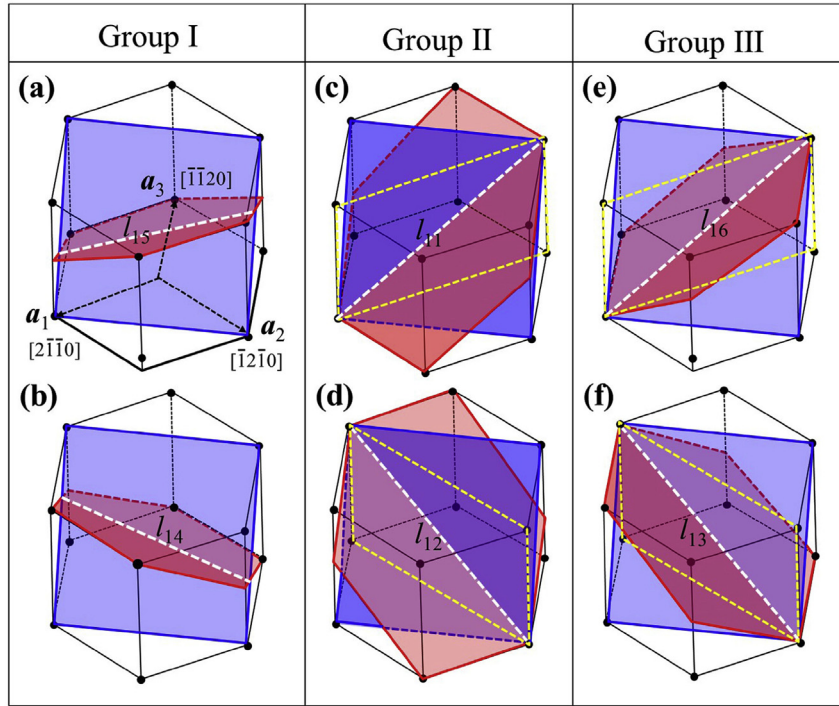 Group I
Group II
Group III
(a)
(c)
(e)
a₃ [1̄1̄20]
l₁₅
l₁₁
l₁₆
a₁
[21̄1̄0]
a₂
[1̄21̄0]
(b)
(d)
(f)
l₁₄
l₁₂
l₁₃